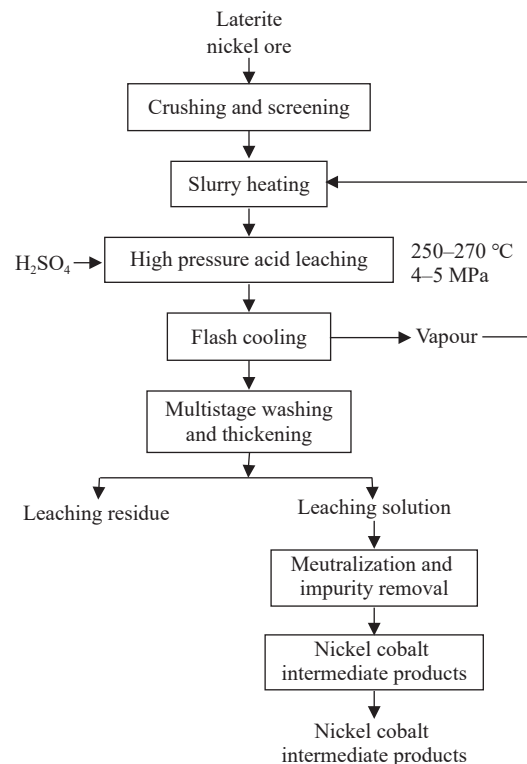 Laterite
nickel ore
Crushing and screening
Slurry heating
H₂SO₄
High pressure acid leaching
250–270 ℃
4–5 MPa
Flash cooling
Vapour
Multistage washing
and thickening
Leaching residue
Leaching solution
Meutralization and
impurity removal
Nickel cobalt
intermediate products
Nickel cobalt
intermediate products